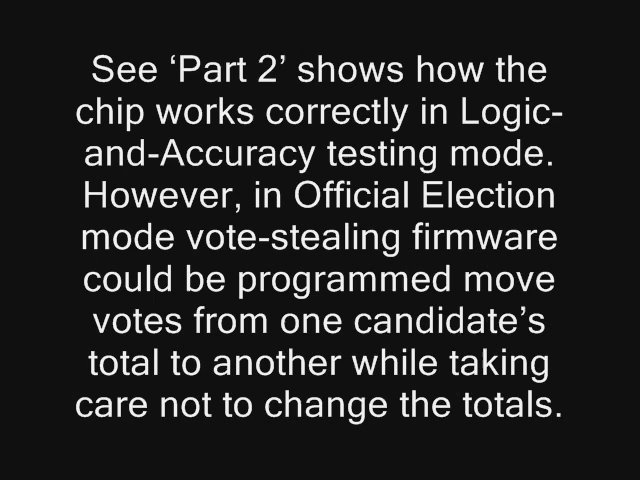 See ‘Part 2’ shows how the
chip works correctly in Logic-
and-Accuracy testing mode.
However, in Official Election
mode vote-stealing firmware
could be programmed move
votes from one candidate’s
total to another while taking
care not to change the totals.